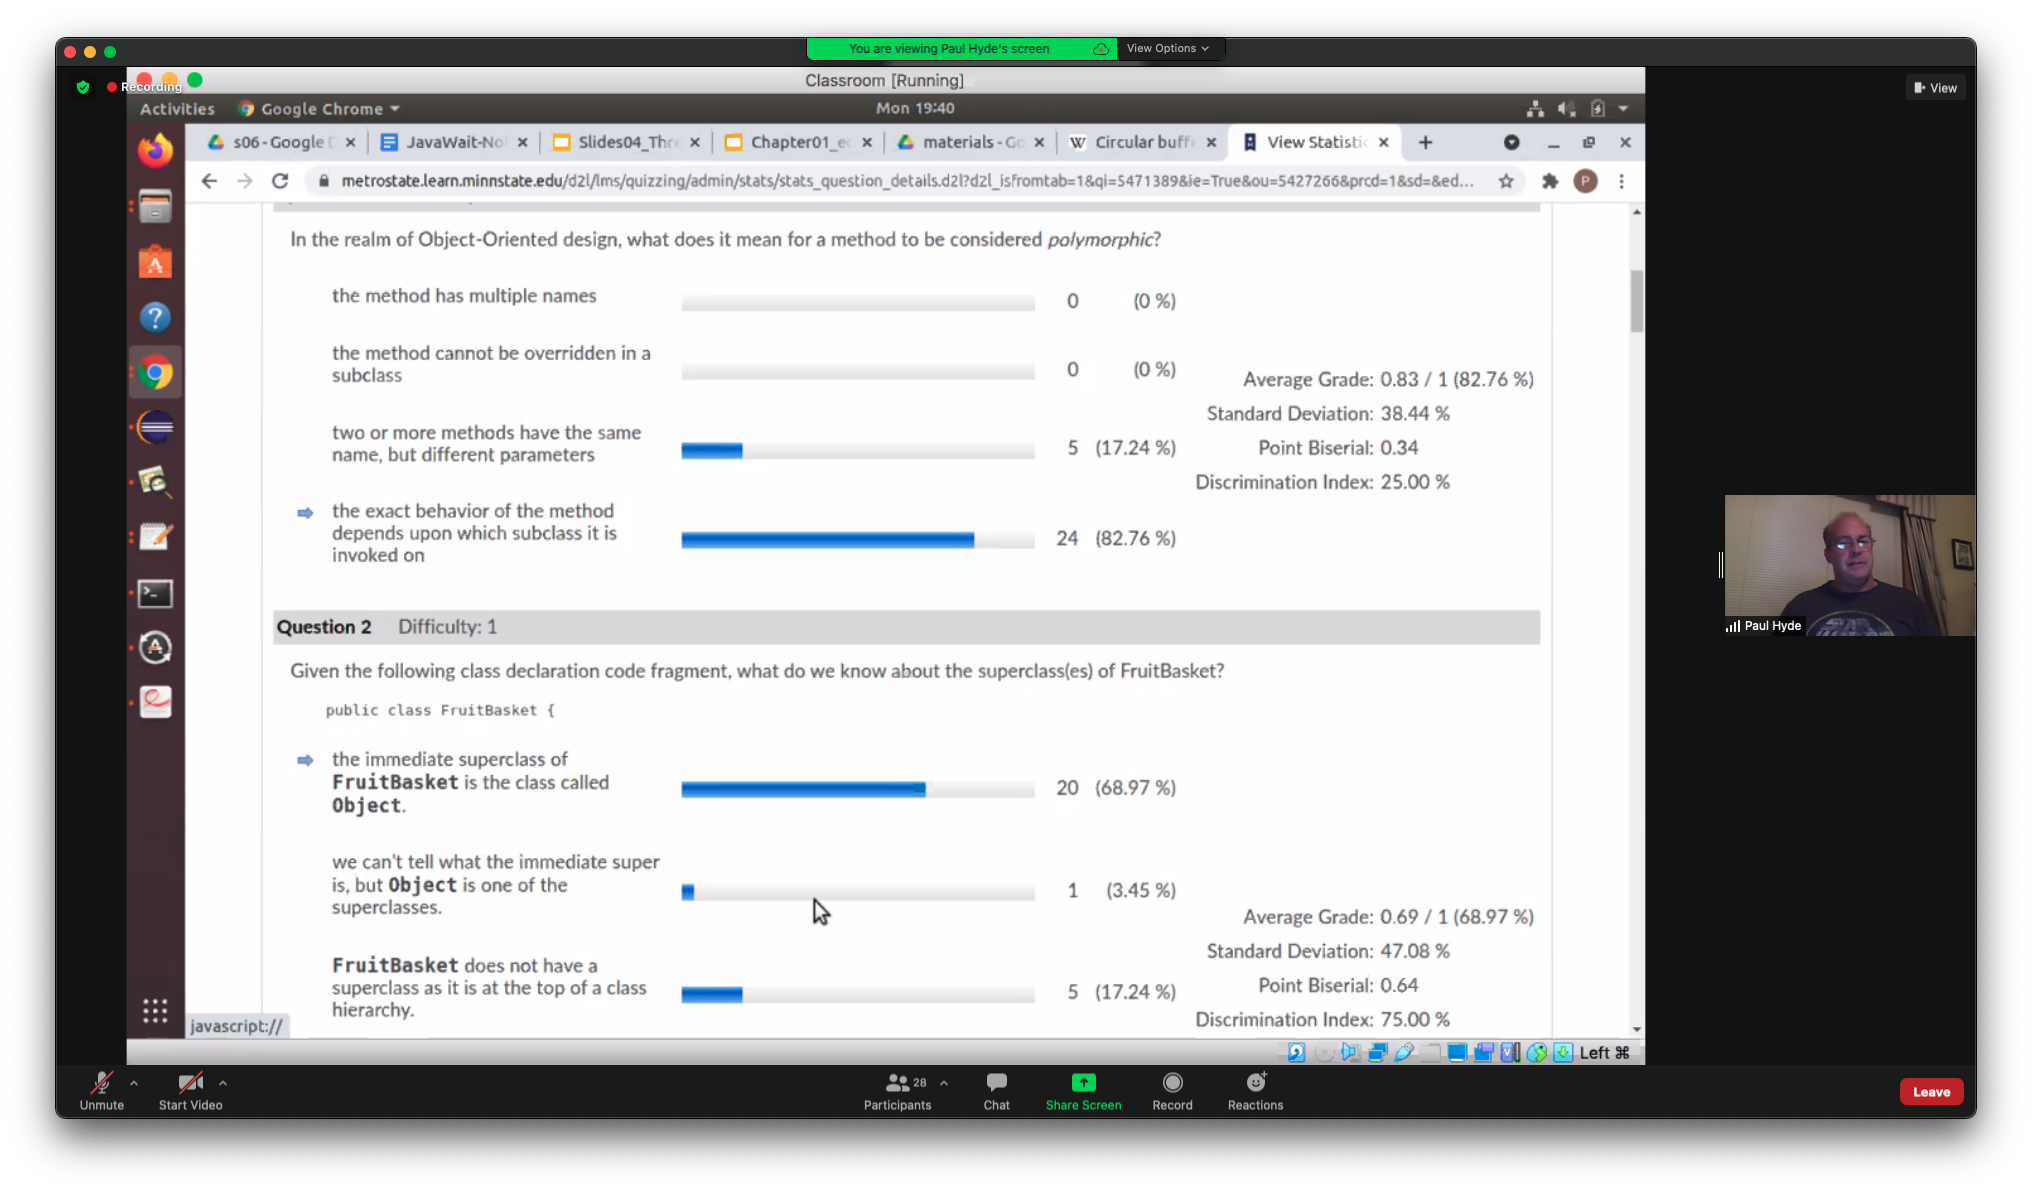 You are viewing Paul Hyde's screen
View Options
Classroom [Running]
Recording
View
Activities
Google Chrome
Mon 19:40
s06 - Google D
JavaWait-No
Slides04_Thre
Chapter01_e
materials - Go
Circular buff
View Statistic
metrostate.learn.minnstate.edu/d2l/lms/quizzing/admin/stats/stats_question_details.d2l?d2l_isfromtab=1&qi=5471389&ie=True&ou=5427266&prcd=1&sd=&ed...
P
In the realm of Object-Oriented design, what does it mean for a method to be considered polymorphic?
the method has multiple names
0 (0 %)
the method cannot be overridden in a
subclass
0 (0 %)
two or more methods have the same
name, but different parameters
5 (17.24 %)
the exact behavior of the method
depends upon which subclass it is
invoked on
24 (82.76 %)
Average Grade: 0.83 / 1 (82.76 %)
Standard Deviation: 38.44 %
Point Biserial: 0.34
Discrimination Index: 25.00 %
Question 2 Difficulty: 1
Given the following class declaration code fragment, what do we know about the superclass(es) of FruitBasket?
public class FruitBasket {
the immediate superclass of
FruitBasket is the class called
Object.
20 (68.97 %)
we can't tell what the immediate super
is, but Object is one of the
superclasses.
1 (3.45 %)
FruitBasket does not have a
superclass as it is at the top of a class
hierarchy.
5 (17.24 %)
Average Grade: 0.69 / 1 (68.97 %)
Standard Deviation: 47.08 %
Point Biserial: 0.64
Discrimination Index: 75.00 %
javascript://
Left ⌘
Paul Hyde
Unmute
Start Video
28
Participants
Chat
Share Screen
Record
Reactions
Leave